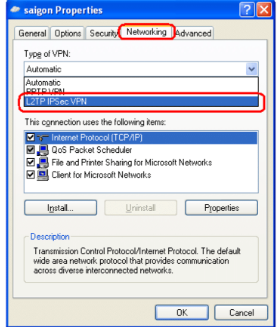 saigon Properties
General Options Security Networking Advanced
Type of VPN:
Automatic
Automatic
PPTP VPN
L2TP IPSec VPN
This connection uses the following items:
Internet Protocol (TCP/IP)
QoS Packet Scheduler
File and Printer Sharing for Microsoft Networks
Client for Microsoft Networks
Install... Uninstall Properties
Description
Transmission Control Protocol/Internet Protocol. The default
wide area network protocol that provides communication
across diverse interconnected networks.
OK Cancel